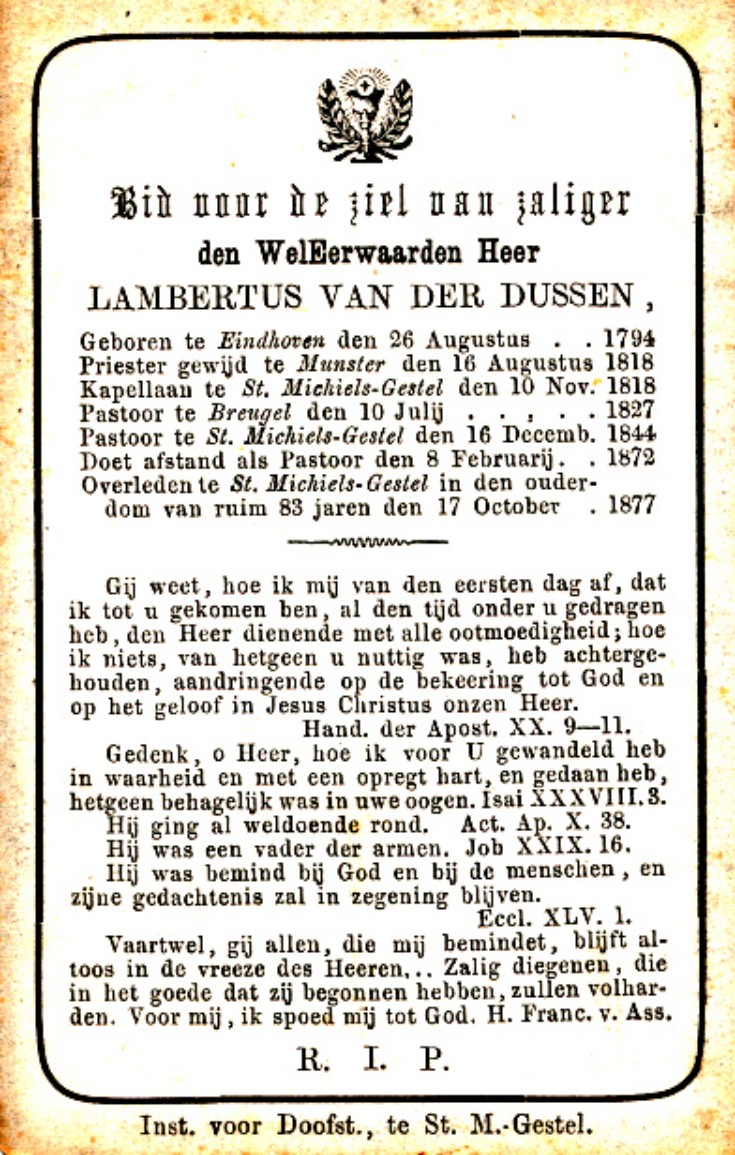 Bid voor de ziel van zaliger
den WelEerwaarden Heer
LAMBERTUS VAN DER DUSSEN,
Geboren te Eindhoven den 26 Augustus . . 1794
Priester gewijd te Munster den 16 Augustus 1818
Kapellaan te St. Michiels-Gestel den 10 Nov. 1818
Pastoor te Breugel den 10 Julij . . . . . 1827
Pastoor te St. Michiels-Gestel den 16 Decemb. 1844
Doet afstand als Pastoor den 8 Februarij. . 1872
Overleden te St. Michiels-Gestel in den ouder-
dom van ruim 83 jaren den 17 October . 1877
Gij weet, hoe ik mij van den eersten dag af, dat
ik tot u gekomen ben, al den tijd onder u gedragen
heb, den Heer dienende met alle ootmoedigheid; hoe
ik niets, van hetgeen u nuttig was, heb achterge-
houden, aandringende op de bekeering tot God en
op het geloof in Jesus Christus onzen Heer.
Hand. der Apost. XX. 9—11.
Gedenk, o Heer, hoe ik voor U gewandeld heb
in waarheid en met een opregt hart, en gedaan heb,
hetgeen behagelijk was in uwe oogen. Isai XXXVIII. 3.
Hij ging al weldoende rond. Act. Ap. X. 38.
Hij was een vader der armen. Job XXIX. 16.
Hij was bemind bij God en bij de menschen, en
zijne gedachtenis zal in zegening blijven.
Eccl. XLV. 1.
Vaartwel, gij allen, die mij bemindet, blijft al-
toos in de vreeze des Heeren... Zalig diegenen, die
in het goede dat zij begonnen hebben, zullen volhar-
den. Voor mij, ik spoed mij tot God. H. Franc. v. Ass.
R. I. P.
Inst. voor Doofst., te St. M.-Gestel.